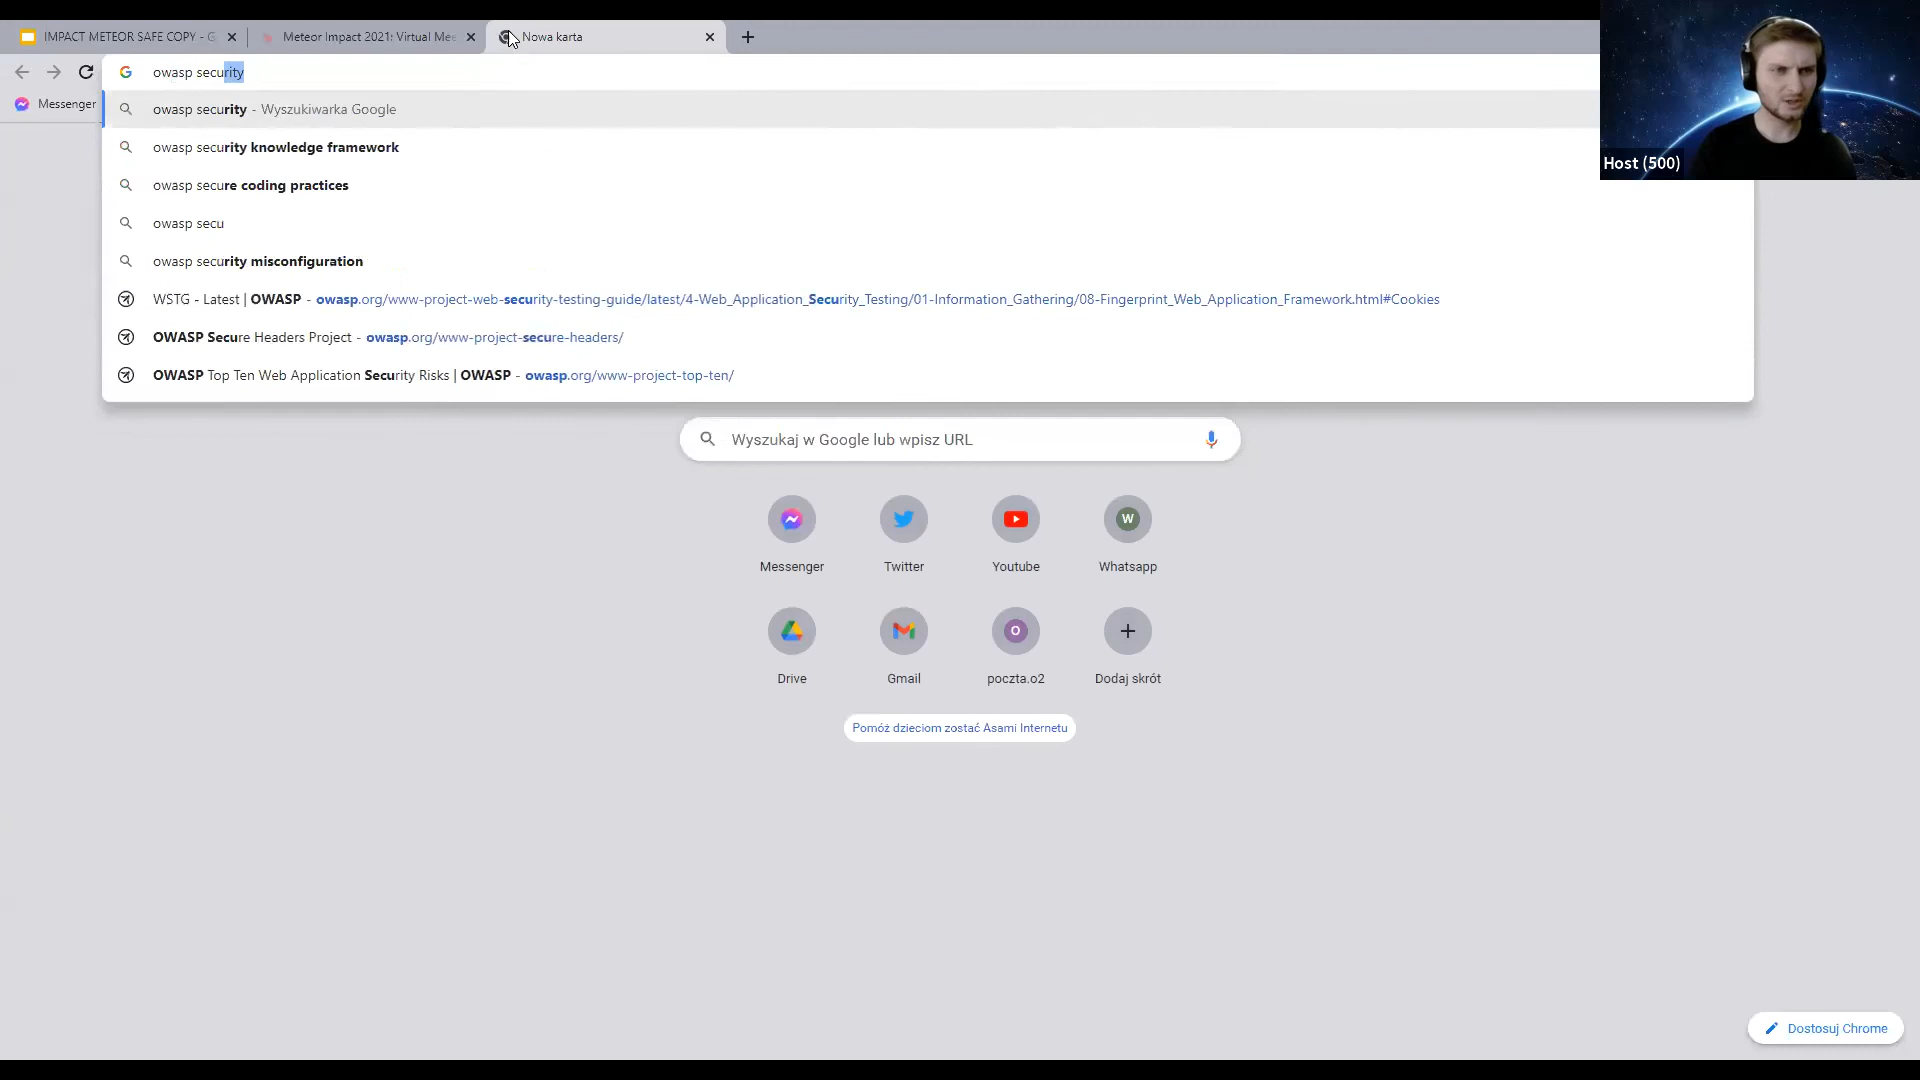 IMPACT METEOR SAFE COPY - G
Meteor Impact 2021: Virtual Mee
Nowa karta
owasp security
Messenger
owasp security - Wyszukiwarka Google
owasp security knowledge framework
owasp secure coding practices
owasp secu
owasp security misconfiguration
WSTG - Latest | OWASP - owasp.org/www-project-web-security-testing-guide/latest/4-Web_Application_Security_Testing/01-Information_Gathering/08-Fingerprint_Web_Application_Framework.html#Cookies
OWASP Secure Headers Project - owasp.org/www-project-secure-headers/
OWASP Top Ten Web Application Security Risks | OWASP - owasp.org/www-project-top-ten/
Host (500)
Wyszukaj w Google lub wpisz URL
Messenger
Twitter
Youtube
W
Whatsapp
Drive
Gmail
O
poczta.o2
Dodaj skrót
Pomóż dzieciom zostać Asami Internetu
Dostosuj Chrome